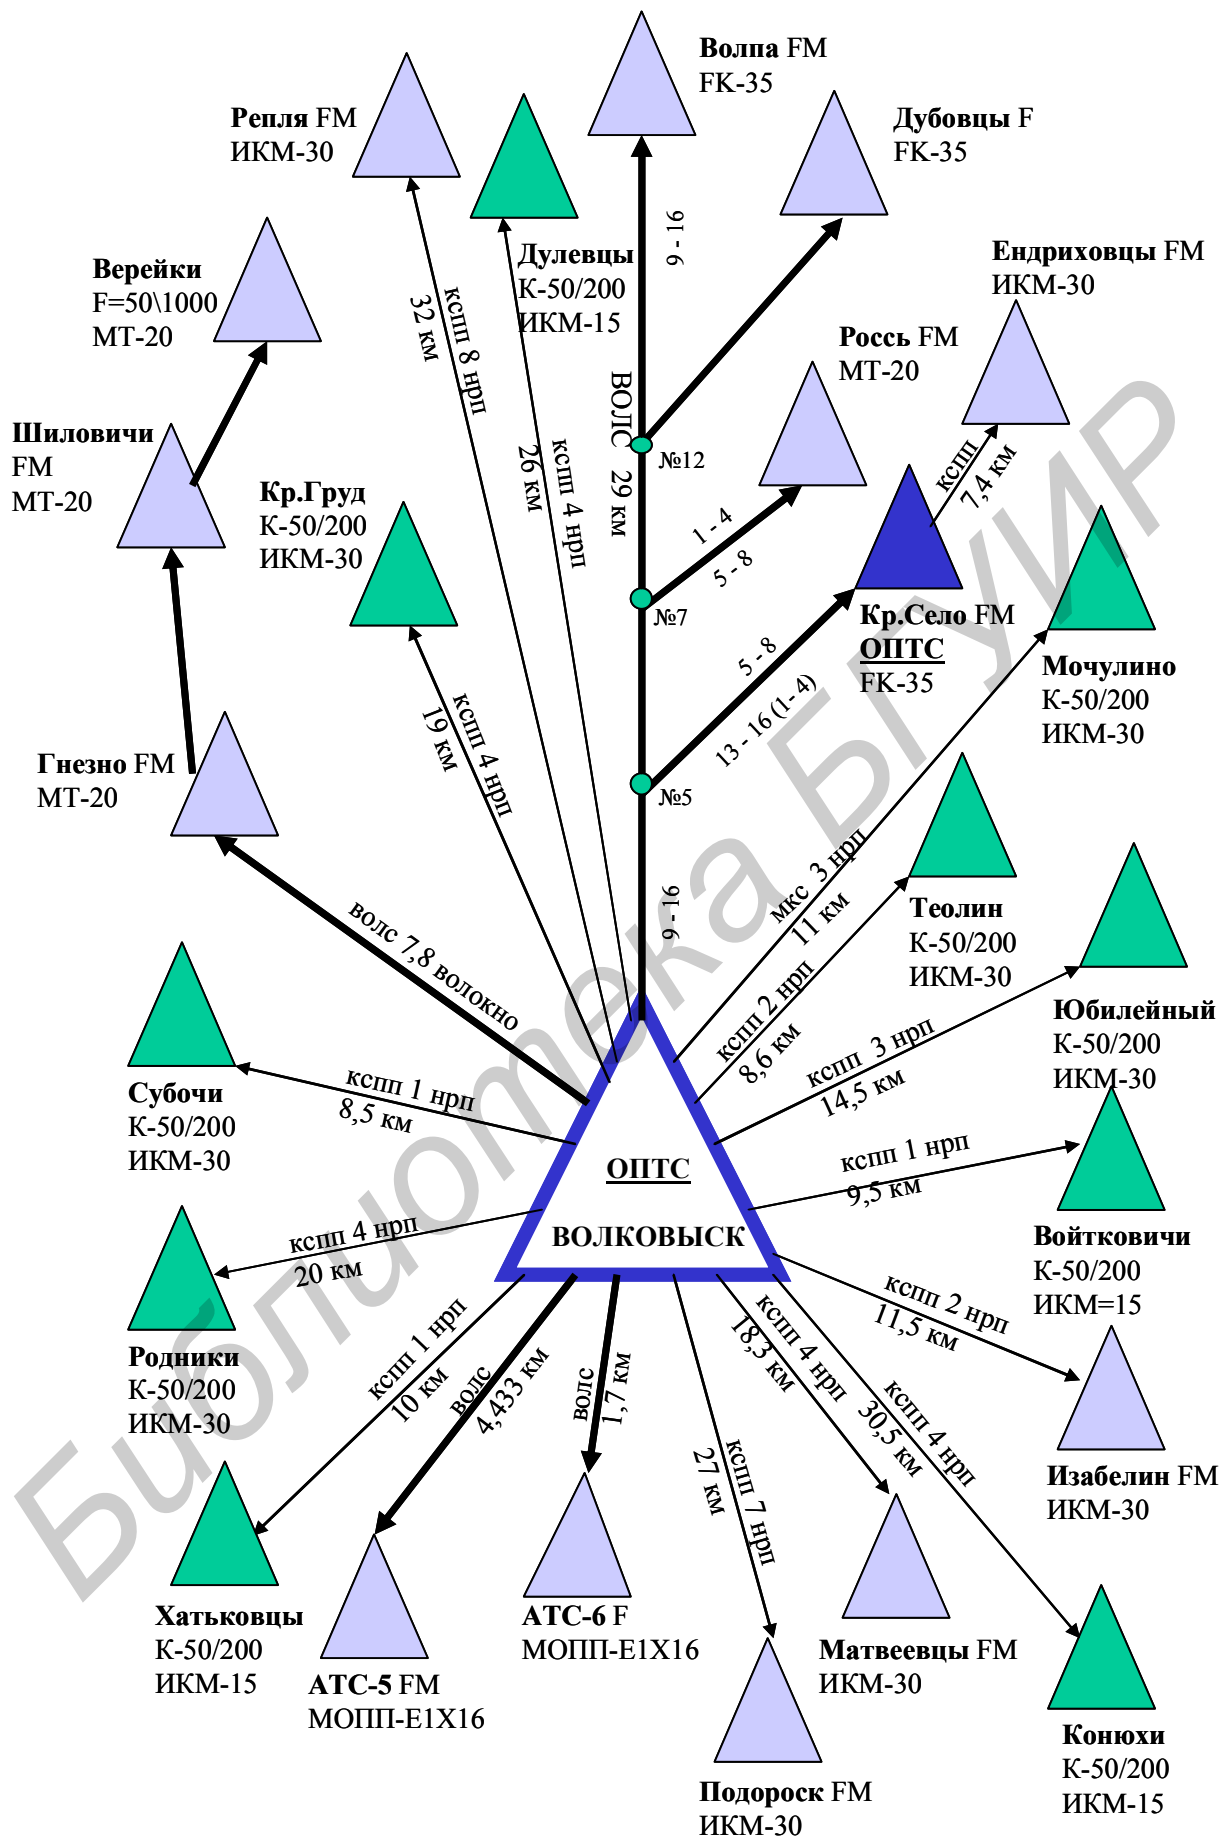 Волпа FM
FK-35
Репля FM
ИКМ-30
Дубовцы F
FK-35
Дулевцы
К-50/200
ИКМ-15
Ендриховцы FM
ИКМ-30
Верейки
F=50\1000
МТ-20
9 - 16
кспп 8 нрп
32 км
Россь FM
МТ-20
Шиловичи
FM
МТ-20
ВОЛС 29 км
№12
кспп 4 нрп
26 км
кспп
7,4 км
Кр.Груд
К-50/200
ИКМ-30
1 - 4
5 - 8
№7
Кр.Село FM
ОПТС
FK-35
5 - 8
13 - 16 (1- 4)
Мочулино
К-50/200
ИКМ-30
кспп 4 нрп
19 км
Гнезно FM
МТ-20
№5
9 - 16
мкс 3 нрп
11 км
Теолин
К-50/200
ИКМ-30
волс 7,8 волокно
кспп 2 нрп
8,6 км
Юбилейный
К-50/200
ИКМ-30
кспп 3 нрп
14,5 км
Субочи
К-50/200
ИКМ-30
кспп 1 нрп
8,5 км
ОПТС
ВОЛКОВЫСК
кспп 1 нрп
9,5 км
Войтковичи
К-50/200
ИКМ=15
кспп 4 нрп
20 км
Родники
К-50/200
ИКМ-30
кспп 2 нрп
11,5 км
кспп 1 нрп
10 км
волс
4,433 км
волс
1,7 км
кспп 7 нрп
27 км
кспп 4 нрп
18,3 км
кспп 4 нрп
30,5 км
Изабелин FM
ИКМ-30
Хатьковцы
К-50/200
ИКМ-15
АТС-5 FM
МОПП-Е1Х16
АТС-6 F
МОПП-Е1Х16
Матвеевцы FM
ИКМ-30
Подороск FM
ИКМ-30
Конюхи
К-50/200
ИКМ-15
Библиотека БГУИР